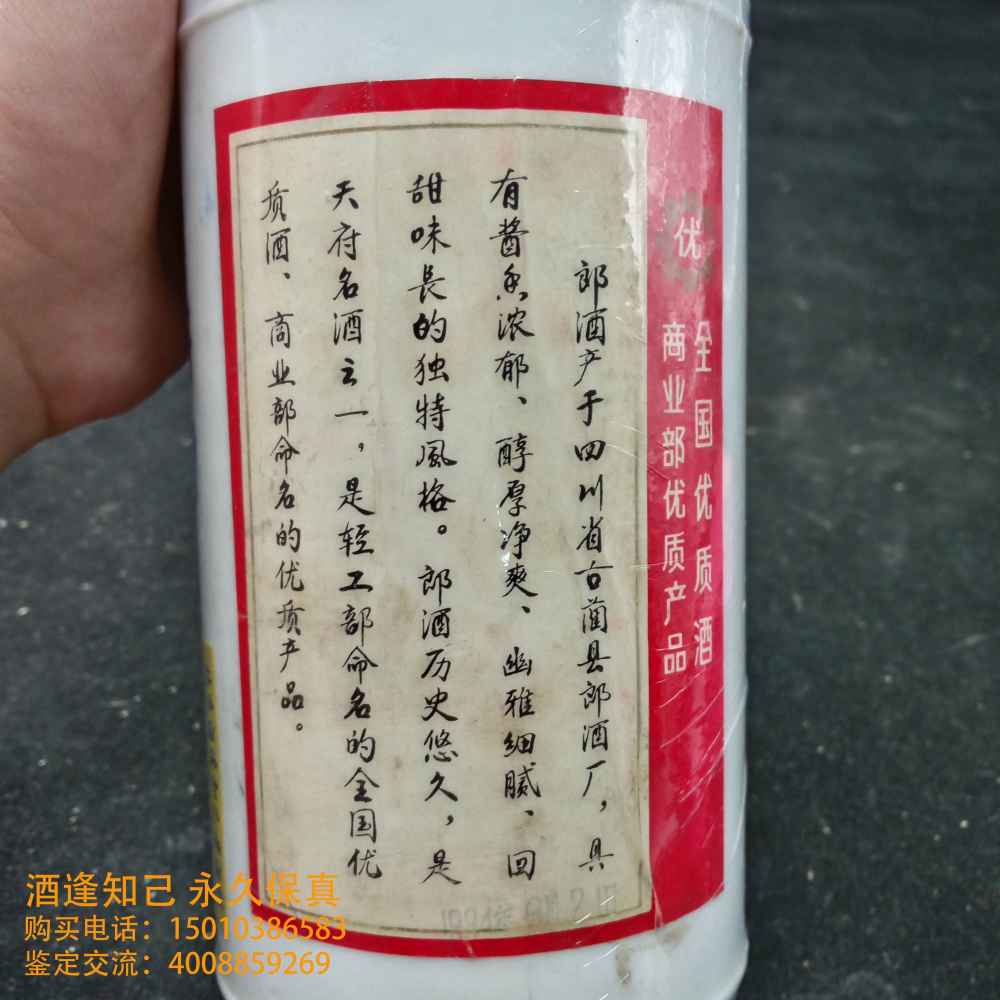 优
全国优质酒
商业部优质产品
郎酒产于四川省古蔺县郎酒厂，具
有酱香浓郁、醇厚净爽、幽雅细腻、回
甜味長的独特風格。郎酒历史悠久，是
天府名酒之一，是轻工部命名的全国优
质酒、商业部命名的优质产品。
酒逢知己 永久保真
购买电话：15010386583
鉴定交流：4008859269